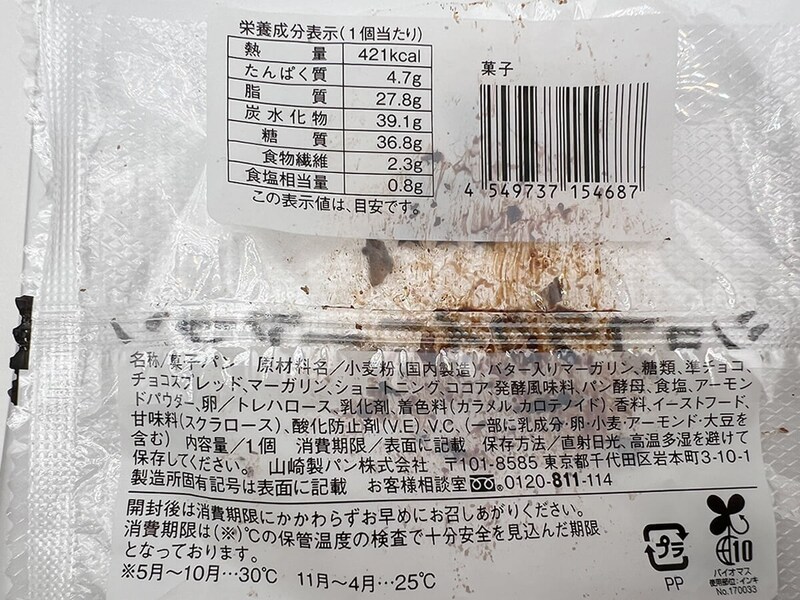 栄養成分表示(1個当たり)
熱量 421kcal
たんぱく質 4.7g
脂質 27.8g
炭水化物 39.1g
糖質 36.8g
食物繊維 2.3g
食塩相当量 0.8g
この表示値は、目安です。
菓子
4 549737 154687
名称/菓子パン 原材料名/小麦粉(国内製造)、バター入りマーガリン、糖類、準チョコ、
チョコスプレッド、マーガリン、ショートニング、ココア、発酵風味料、パン酵母、食塩、アーモン
ドパウダー、卵/トレハロース、乳化剤、着色料(カラメル、カロテノイド)、香料、イーストフード、
甘味料(スクラロース)、酸化防止剤(V.E)、V.C、(一部に乳成分・卵・小麦・アーモンド・大豆を
含む) 内容量/1個 消費期限/表面に記載 保存方法/直射日光、高温多湿を避けて
保存してください。 山崎製パン株式会社 〒101-8585 東京都千代田区岩本町3-10-1
製造所固有記号は表面に記載 お客様相談室 0120-811-114
開封後は消費期限にかかわらずお早めにお召しあがりください。
消費期限は(※)℃の保管温度の検査で十分安全を見込んだ期限
となっております。
※5月~10月…30℃ 11月~4月…25℃
プラ
PP
10
バイオマス
使用部位:インキ
No.170033